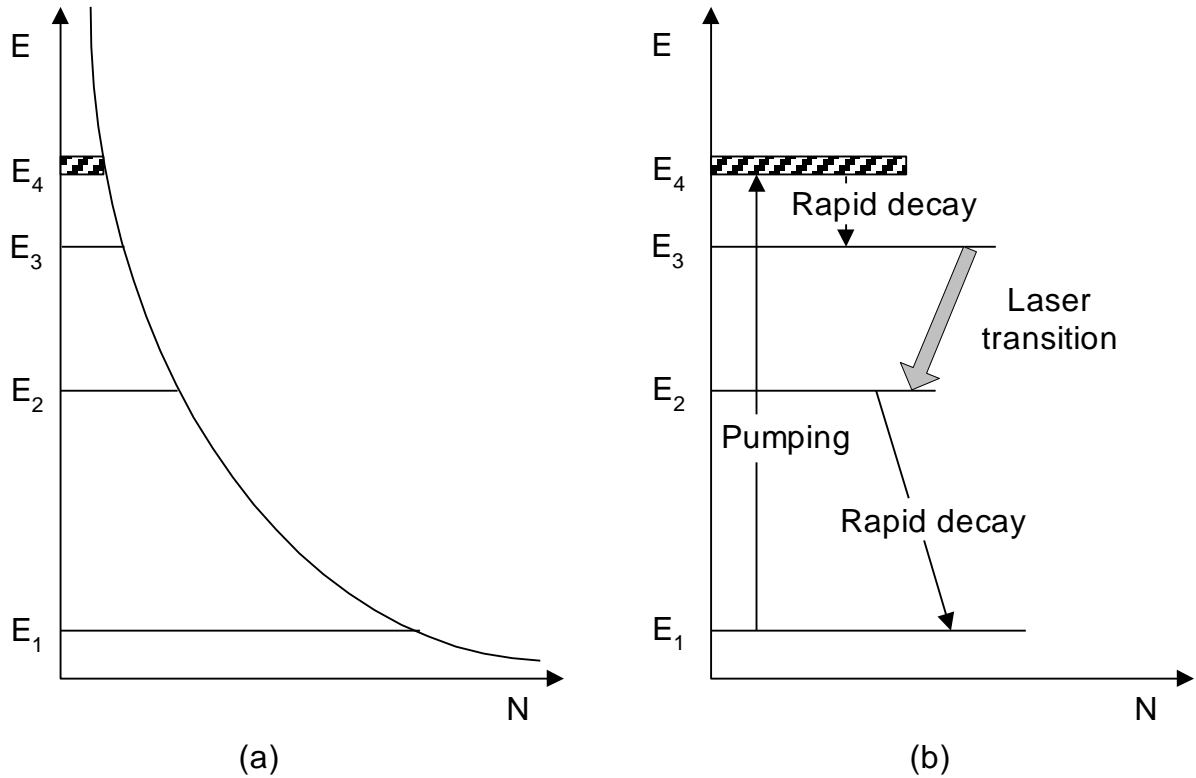 E
E4
E3
E2
E1
N
(a)
E
E4
Rapid decay
E3
Laser
transition
E2
Pumping
Rapid decay
E1
N
(b)